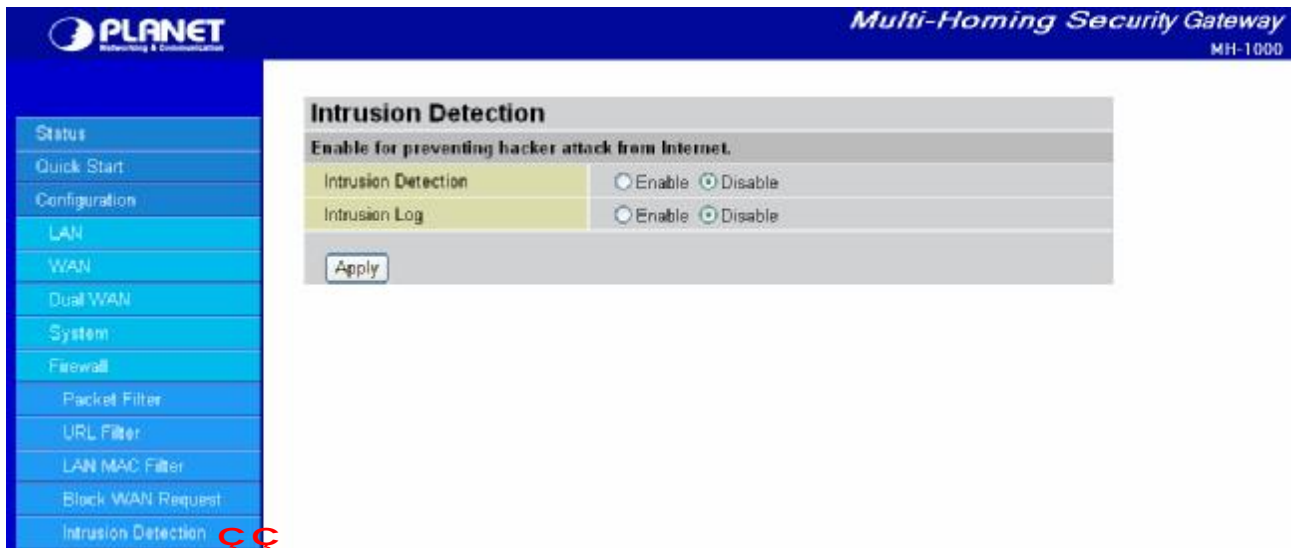 PLANET
Networking & Communication
Multi-Homing Security Gateway
MH-1000
Status
Quick Start
Configuration
LAN
WAN
Dual WAN
System
Firewall
Packet Filter
URL Filter
LAN MAC Filter
Block WAN Request
Intrusion Detection Ç Ç
Intrusion Detection
Enable for preventing hacker attack from Internet.
Intrusion Detection Enable Disable
Intrusion Log Enable Disable
Apply